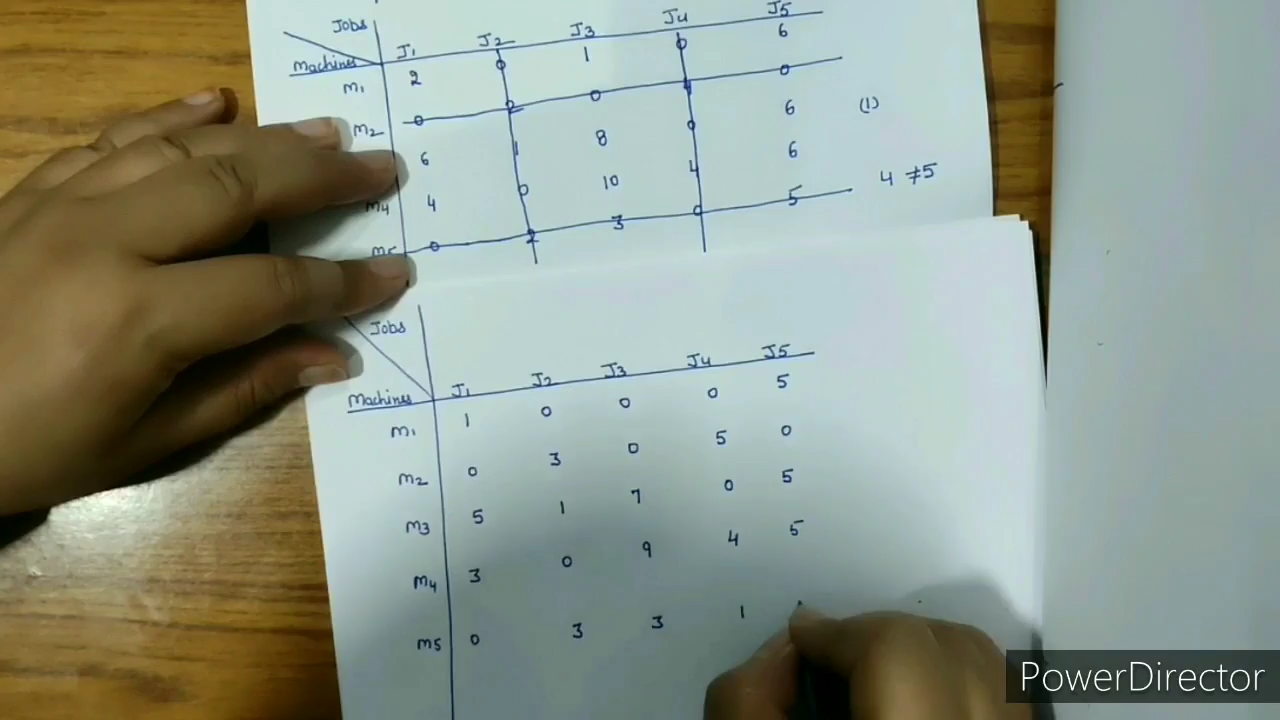 Jobs J1 J2 J3 J4 J5
Machines
M1 2 0 1 0 6
M2 0 2 0 0
6 1 8 0 6 (1)
M4 4 0 10 4 6 4 ≠5
M5 0 2 3 0 5
Jobs
Machines J1 J2 J3 J4 J5
M1 1 0 0 0 5
M2 0 3 0 5 0
M3 5 1 7 0 5
M4 3 0 9 4 5
M5 0 3 3 1
PowerDirector